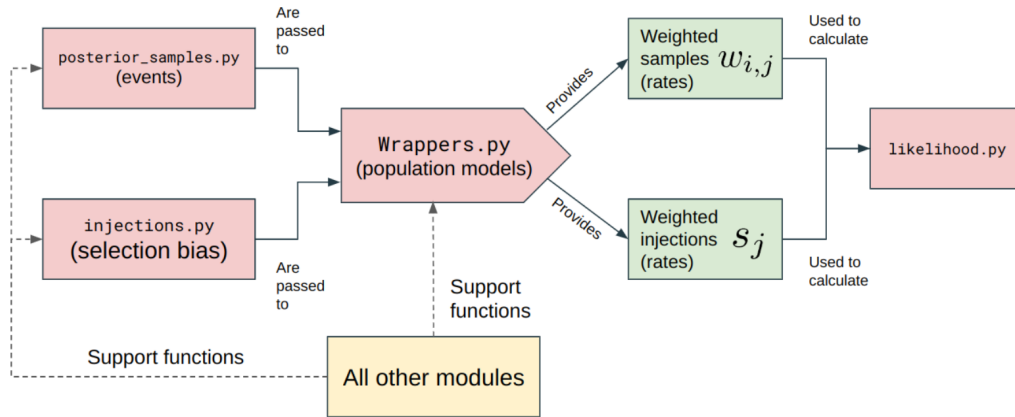 Are
passed
to
posterior_samples.py
(events)
injections.py
(selection bias)
Are
passed
to
Wrappers.py
(population models)
Provides
Provides
Weighted
samples
(rates)
w_{i,j}
Weighted
injections
(rates)
s_j
Used to
calculate
Used to
calculate
likelihood.py
Support
functions
Support functions
All other modules